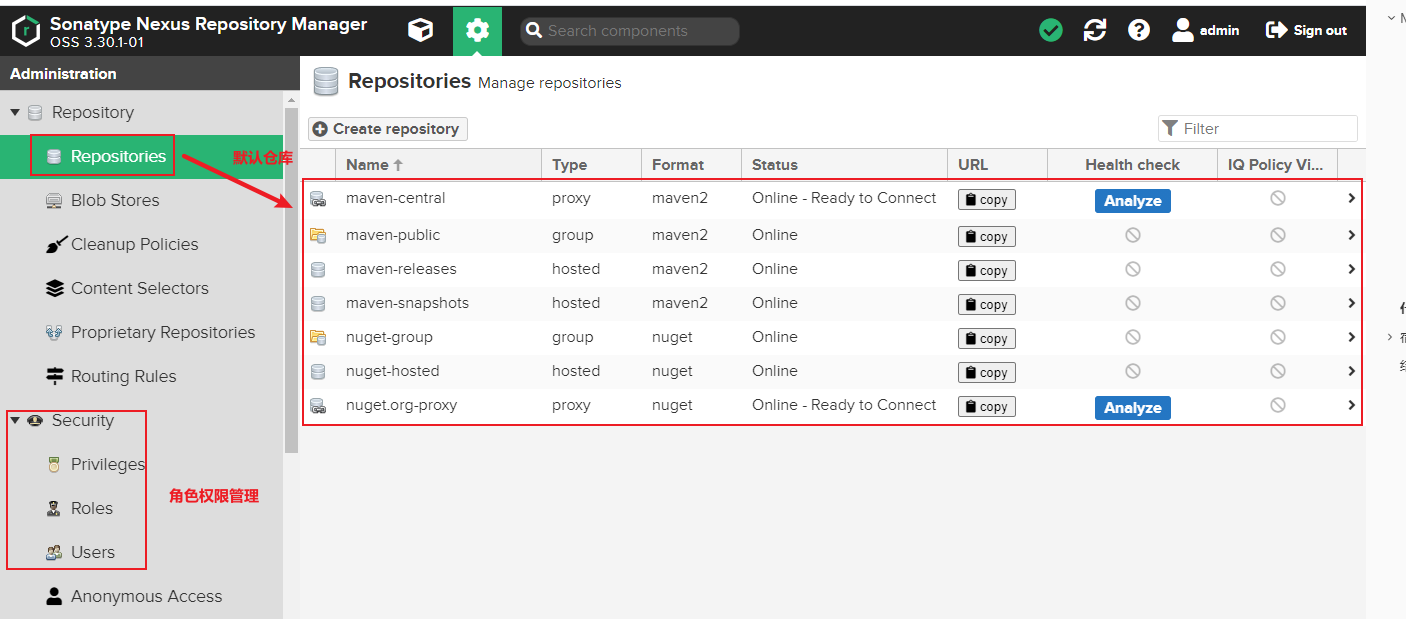 Sonatype Nexus Repository Manager
OSS 3.30.1-01
Search components
admin
Sign out
Administration
Repository
Repositories
Blob Stores
Cleanup Policies
Content Selectors
Proprietary Repositories
Routing Rules
Security
Privileges
Roles
Users
Anonymous Access
默认仓库
角色权限管理
Repositories Manage repositories
Create repository
Filter
Name Type Format Status URL Health check IQ Policy Vi...
maven-central proxy maven2 Online - Ready to Connect copy Analyze
maven-public group maven2 Online copy
maven-releases hosted maven2 Online copy
maven-snapshots hosted maven2 Online copy
nuget-group group nuget Online copy
nuget-hosted hosted nuget Online copy
nuget.org-proxy proxy nuget Online - Ready to Connect copy Analyze